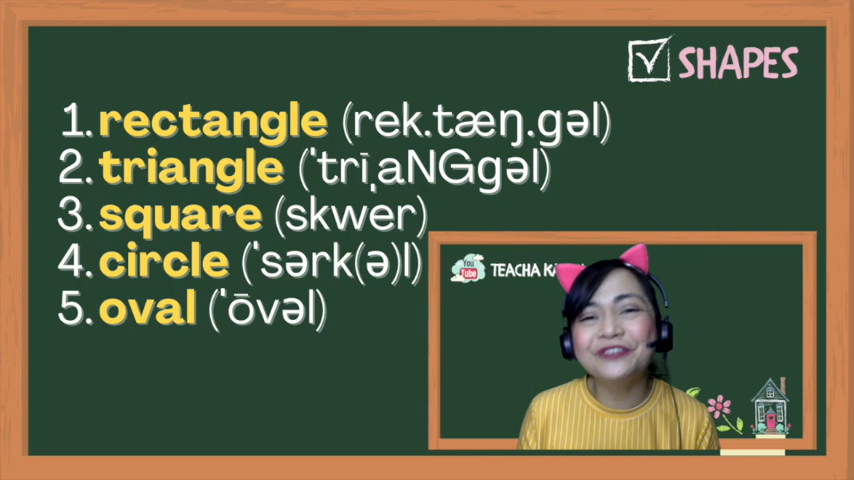 SHAPES
1. rectangle (rek.tæŋ.gəl)
2. triangle (ˈtrīˌaNGgəl)
3. square (skwer)
4. circle (ˈsərk(ə)l)
5. oval (ˈōvəl)
You
Tube
TEACHA